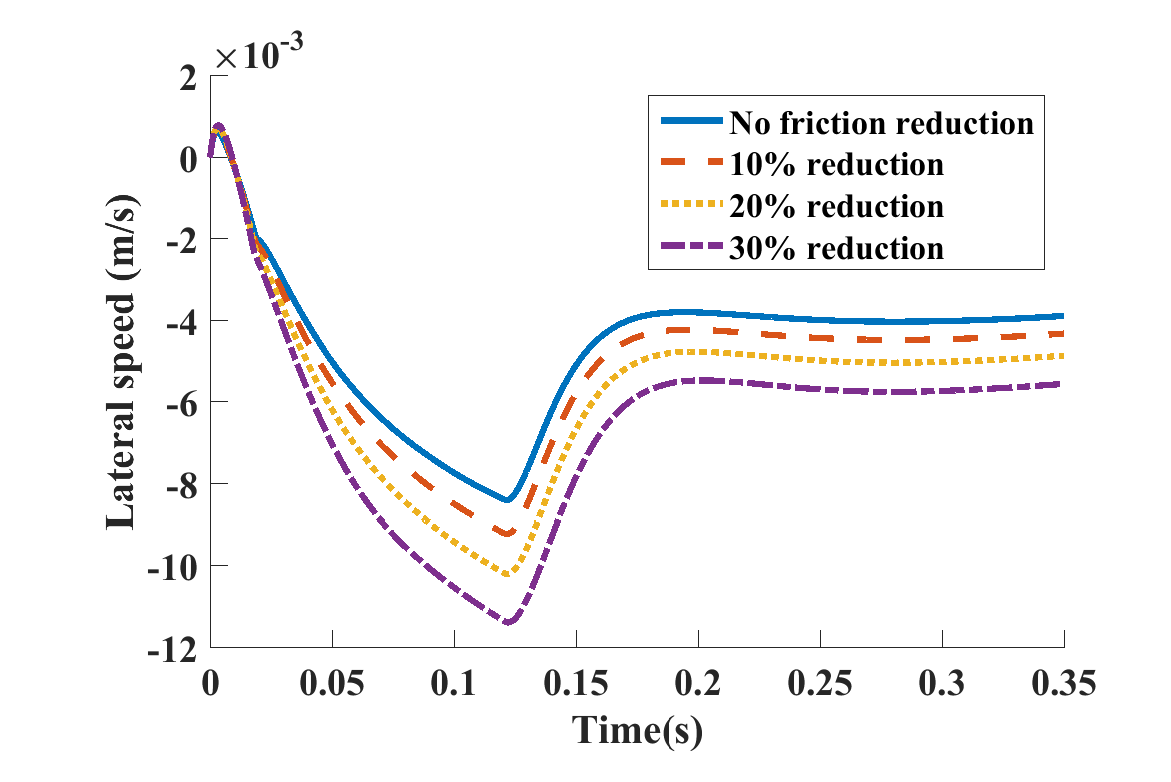 ×10-3
2
0
-2
-4
-6
-8
-10
-12
Lateral speed (m/s)
No friction reduction
10% reduction
20% reduction
30% reduction
0 0.05 0.1 0.15 0.2 0.25 0.3 0.35
Time(s)